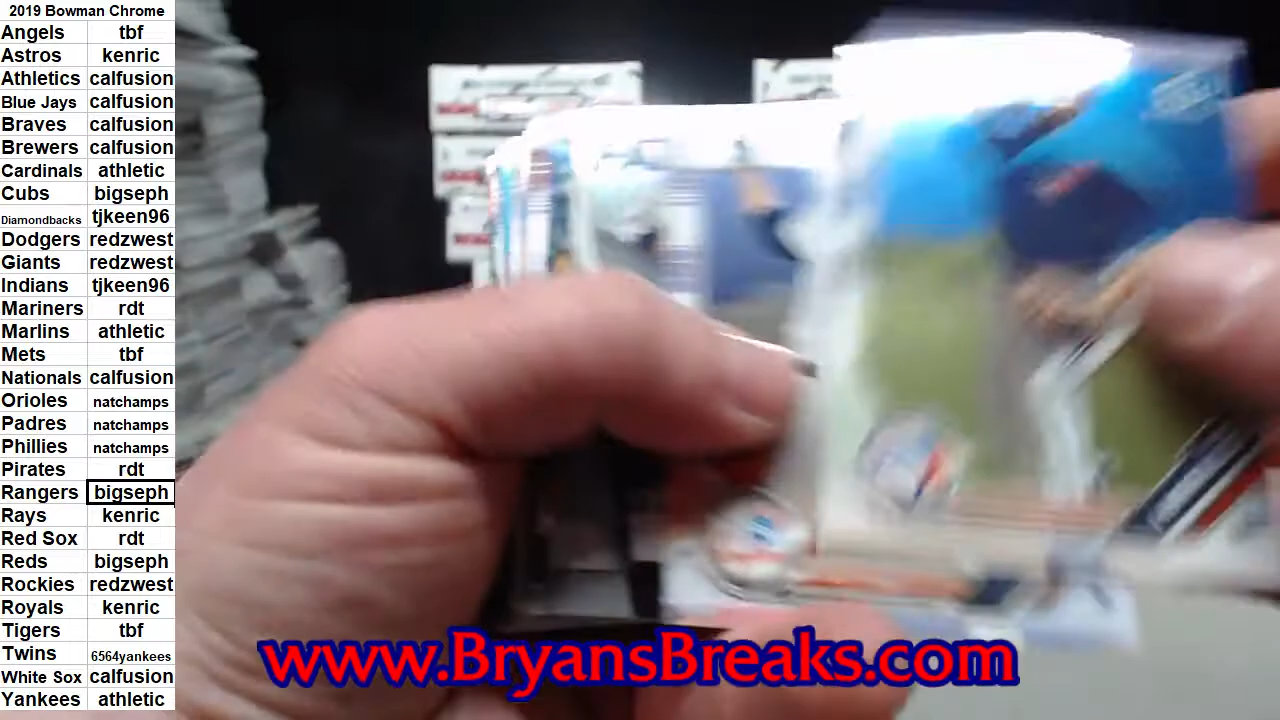 2019 Bowman Chrome
Angels tbf
Astros kenric
Athletics calfusion
Blue Jays calfusion
Braves calfusion
Brewers calfusion
Cardinals athletic
Cubs bigseph
Diamondbacks tjkeen96
Dodgers redzwest
Giants redzwest
Indians tjkeen96
Mariners rdt
Marlins athletic
Mets tbf
Nationals calfusion
Orioles natchamps
Padres natchamps
Phillies natchamps
Pirates rdt
Rangers bigseph
Rays kenric
Red Sox rdt
Reds bigseph
Rockies redzwest
Royals kenric
Tigers tbf
Twins 6564yankees
White Sox calfusion
Yankees athletic
www.BryansBreaks.com